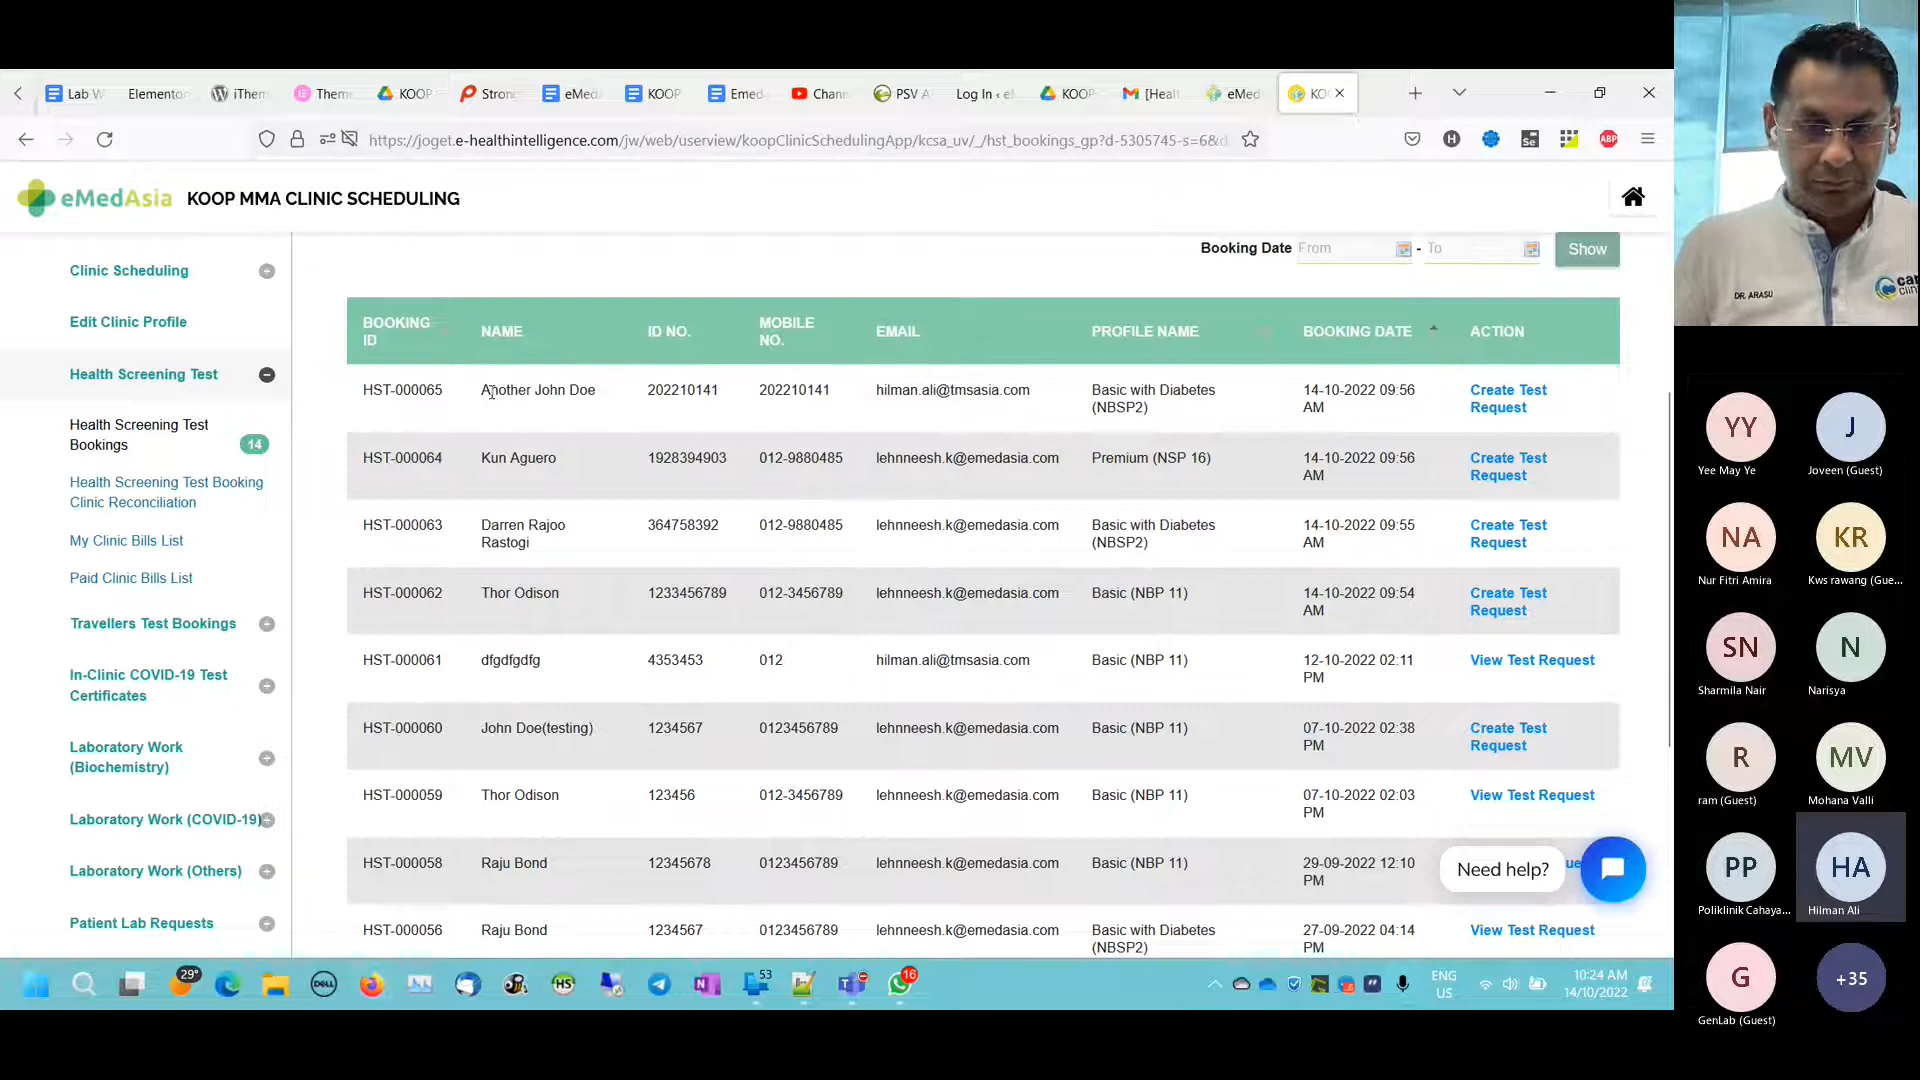 Lab W
Elemento
iThem
Theme
KOOP
Strong
eMed
KOOP
Emed
Chann
PSV A
Log In ‹ e
KOOP
[Healt
eMed
KO
https://joget.e-healthintelligence.com/jw/web/userview/koopClinicSchedulingApp/kcsa_uv/_/hst_bookings_gp?d-5305745-s=6&d
eMedAsia KOOP MMA CLINIC SCHEDULING
Clinic Scheduling
Edit Clinic Profile
Health Screening Test
Health Screening Test
Bookings
14
Health Screening Test Booking
Clinic Reconciliation
My Clinic Bills List
Paid Clinic Bills List
Travellers Test Bookings
In-Clinic COVID-19 Test
Certificates
Laboratory Work
(Biochemistry)
Laboratory Work (COVID-19)
Laboratory Work (Others)
Patient Lab Requests
Booking Date From - To Show
BOOKING ID NAME ID NO. MOBILE NO. EMAIL PROFILE NAME BOOKING DATE ACTION
HST-000065 Another John Doe 202210141 202210141 hilman.ali@tmsasia.com Basic with Diabetes (NBSP2) 14-10-2022 09:56 AM Create Test Request
HST-000064 Kun Aguero 1928394903 012-9880485 lehnneesh.k@emedasia.com Premium (NSP 16) 14-10-2022 09:56 AM Create Test Request
HST-000063 Darren Rajoo Rastogi 364758392 012-9880485 lehnneesh.k@emedasia.com Basic with Diabetes (NBSP2) 14-10-2022 09:55 AM Create Test Request
HST-000062 Thor Odison 1233456789 012-3456789 lehnneesh.k@emedasia.com Basic (NBP 11) 14-10-2022 09:54 AM Create Test Request
HST-000061 dfgdfgdfg 4353453 012 hilman.ali@tmsasia.com Basic (NBP 11) 12-10-2022 02:11 PM View Test Request
HST-000060 John Doe(testing) 1234567 0123456789 lehnneesh.k@emedasia.com Basic (NBP 11) 07-10-2022 02:38 PM Create Test Request
HST-000059 Thor Odison 123456 012-3456789 lehnneesh.k@emedasia.com Basic (NBP 11) 07-10-2022 02:03 PM View Test Request
HST-000058 Raju Bond 12345678 0123456789 lehnneesh.k@emedasia.com Basic (NBP 11) 29-09-2022 12:10 PM
HST-000056 Raju Bond 1234567 0123456789 lehnneesh.k@emedasia.com Basic with Diabetes (NBSP2) 27-09-2022 04:14 PM View Test Request
Need help?
29°
DELL
HS
53
16
ENG
US
10:24 AM
14/10/2022
DR. ARASU
YY
Yee May Ye
J
Joveen (Guest)
NA
Nur Fitri Amira
KR
Kws rawang (Gue...
SN
Sharmila Nair
N
Narisya
R
ram (Guest)
MV
Mohana Valli
PP
Poliklinik Cahaya...
HA
Hilman Ali
G
GenLab (Guest)
+35